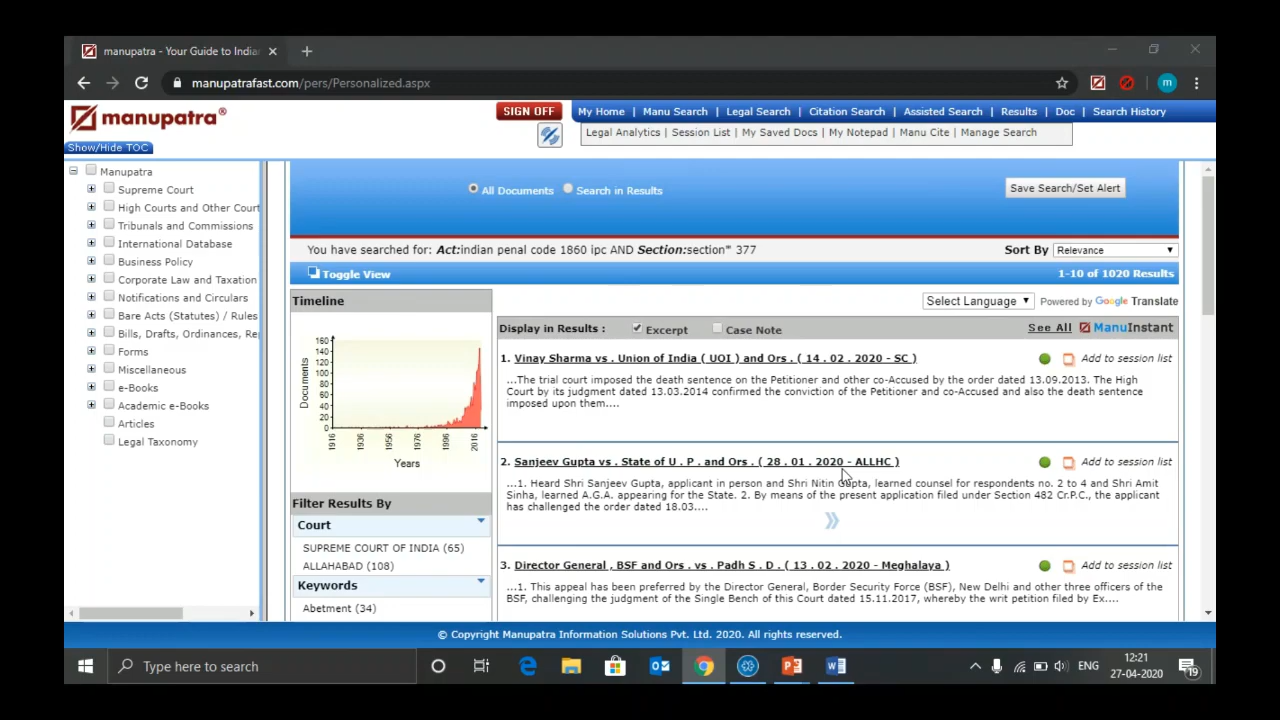 manupatra - Your Guide to India
manupatrafast.com/pers/Personalized.aspx
m
manupatra®
SIGN OFF
My Home | Manu Search | Legal Search | Citation Search | Assisted Search | Results | Doc | Search History
Legal Analytics | Session List | My Saved Docs | My Notepad | Manu Cite | Manage Search
Show/Hide TOC
Manupatra
Supreme Court
High Courts and Other Court
Tribunals and Commissions
International Database
Business Policy
Corporate Law and Taxation
Notifications and Circulars
Bare Acts (Statutes) / Rules
Bills, Drafts, Ordinances, Re
Forms
Miscellaneous
e-Books
Academic e-Books
Articles
Legal Taxonomy
All Documents Search in Results
Save Search/Set Alert
You have searched for: Act:indian penal code 1860 ipc AND Section:section" 377
Sort By Relevance
Toggle View
1-10 of 1020 Results
Timeline
Documents
160
140
120
100
80
60
40
20
0
1916 1936 1956 1976 1996 2016
Years
Filter Results By
Court
SUPREME COURT OF INDIA (65)
ALLAHABAD (108)
Keywords
Abetment (34)
Select Language Powered by Google Translate
Display in Results : Excerpt Case Note
See All ManuInstant
1. Vinay Sharma vs . Union of India ( UOI ) and Ors . ( 14 . 02 . 2020 - SC )
Add to session list
...The trial court imposed the death sentence on the Petitioner and other co-Accused by the order dated 13.09.2013. The High
Court by its judgment dated 13.03.2014 confirmed the conviction of the Petitioner and co-Accused and also the death sentence
imposed upon them....
2. Sanjeev Gupta vs . State of U . P . and Ors . ( 28 . 01 . 2020 - ALLHC )
Add to session list
...1. Heard Shri Sanjeev Gupta, applicant in person and Shri Nitin Gupta, learned counsel for respondents no. 2 to 4 and Shri Amit
Sinha, learned A.G.A. appearing for the State. 2. By means of the present application filed under Section 482 Cr.P.C., the applicant
has challenged the order dated 18.03....
3. Director General , BSF and Ors . vs . Padh S . D . ( 13 . 02 . 2020 - Meghalaya )
Add to session list
...1. This appeal has been preferred by the Director General, Border Security Force (BSF), New Delhi and other three officers of the
BSF, challenging the judgment of the Single Bench of this Court dated 15.11.2017, whereby the writ petition filed by Ex....
© Copyright Manupatra Information Solutions Pvt. Ltd. 2020. All rights reserved.
Type here to search
ENG
12:21
27-04-2020
19